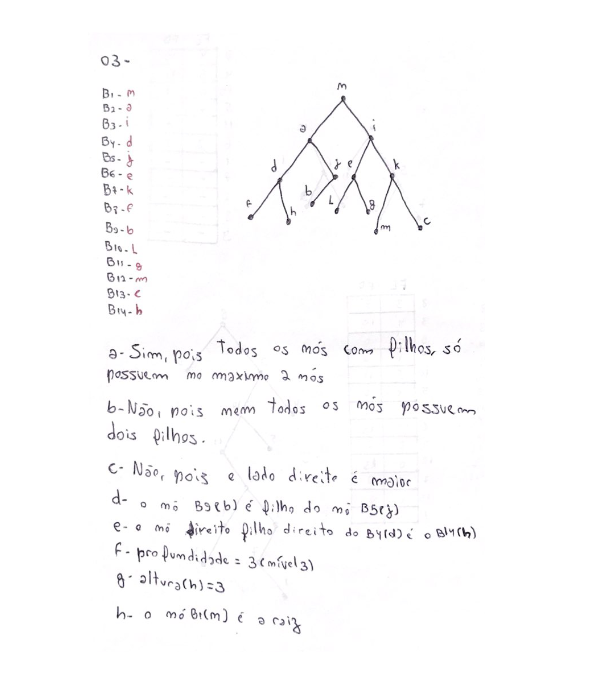 03-
B1-m
B2-a
B3-i
B4-d
B5-j
B6-e
B7-k
B8-f
B9-b
B10-L
B11-g
B12-m
B13-c
B14-h
m
a
i
d
j
e
k
f
h
b
L
g
m
c
a-Sim, pois todos os nós com filhos, só
possuem no maximo 2 nós
b-Não, pois nem todos os nós possuem
dois filhos.
c- Não, pois e lado direito é maior
d- o nó B9(b) é filho do nó B5(j)
e-o nó direito filho direito do B4(d) é o B14(h)
f- profundidade = 3(nível3)
g- altura(h)=3
h- o nó B1(m) é a raiz